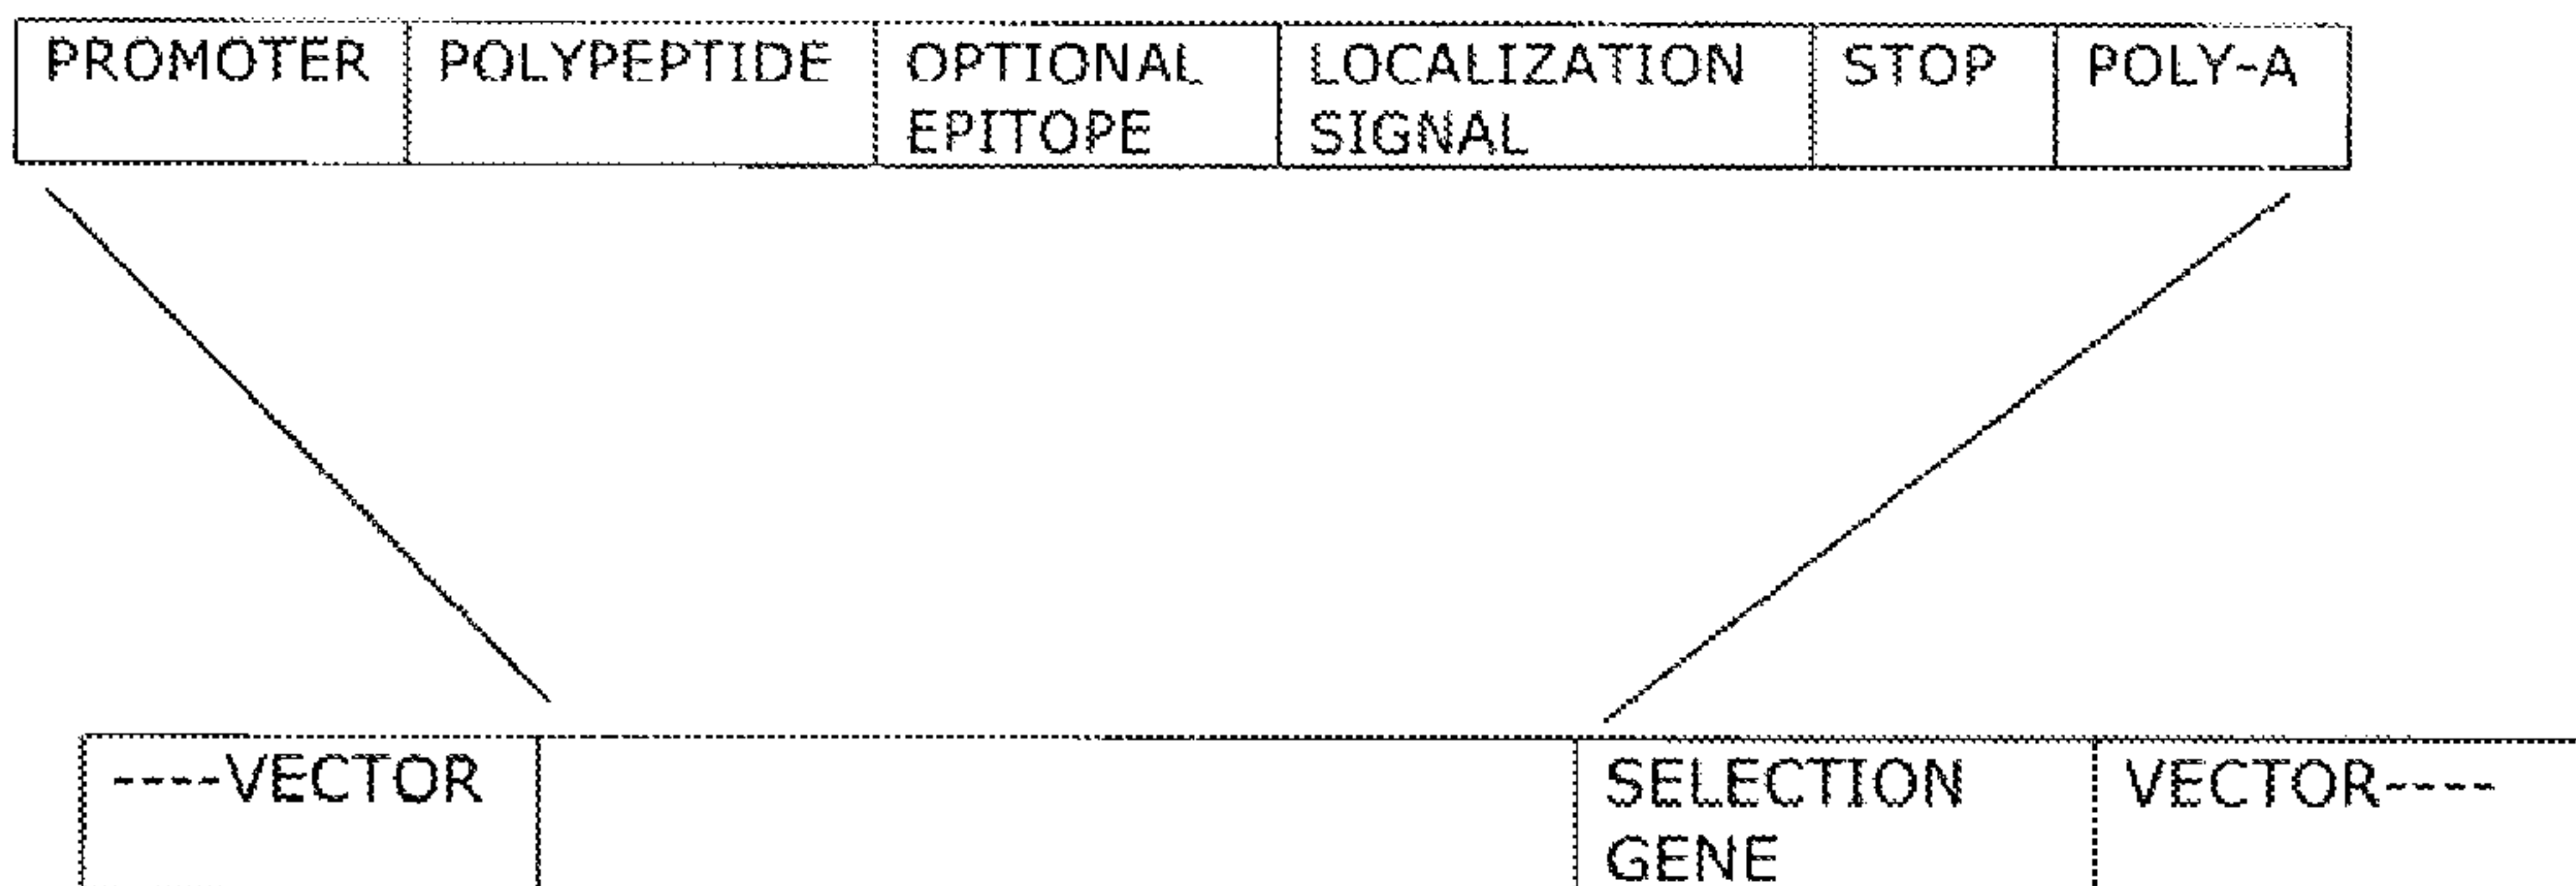 PROMOTER POLYPEPTIDE OPTIONAL LOCALIZATION STOP POLY-A
EPITOPE SIGNAL
----VECTOR SELECTION VECTOR----
GENE